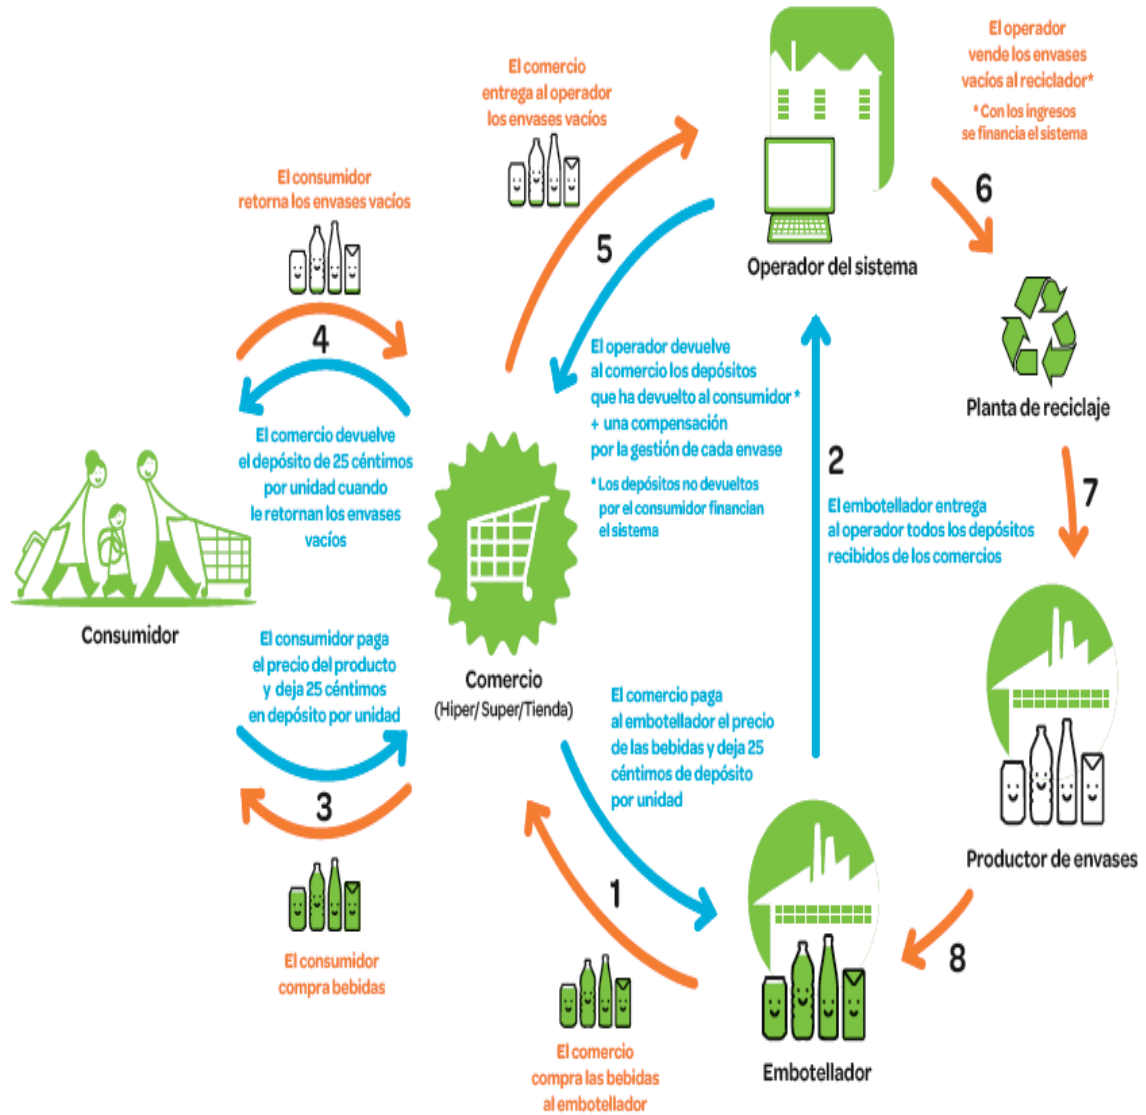 El operador
vende los envases
vacíos al reciclador*
* Con los ingresos
se financia el sistema
El comercio
entrega al operador
los envases vacíos
El consumidor
retorna los envases vacíos
6
5
Operador del sistema
4
El operador devuelve
al comercio los depósitos
que ha devuelto al consumidor *
+ una compensación
por la gestión de cada envase
* Los depósitos no devueltos
por el consumidor financian
el sistema
Planta de reciclaje
El comercio devuelve
el depósito de 25 céntimos
por unidad cuando
le retornan los envases
vacíos
2
El embotellador entrega
al operador todos los depósitos
recibidos de los comercios
7
Consumidor
El consumidor paga
el precio del producto
y deja 25 céntimos
en depósito por unidad
Comercio
(Hiper/Super/Tienda)
El comercio paga
al embotellador el precio
de las bebidas y deja 25
céntimos de depósito
por unidad
3
Productor de envases
1
8
El consumidor
compra bebidas
El comercio
compra las bebidas
al embotellador
Embotellador